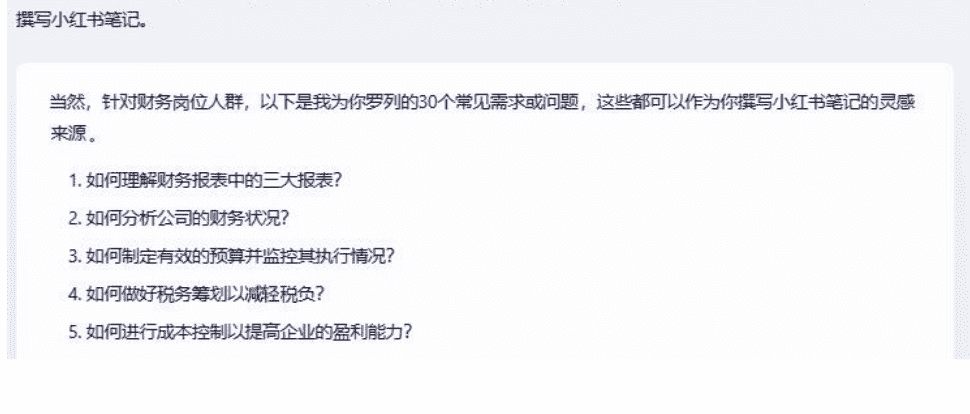 撰写小红书笔记。
当然，针对财务岗位人群，以下是我为你罗列的30个常见需求或问题，这些都可以作为你撰写小红书笔记的灵感
来源。
1. 如何理解财务报表中的三大报表？
2. 如何分析公司的财务状况？
3. 如何制定有效的预算并监控其执行情况？
4. 如何做好税务筹划以减轻税负？
5. 如何进行成本控制以提高企业的盈利能力？